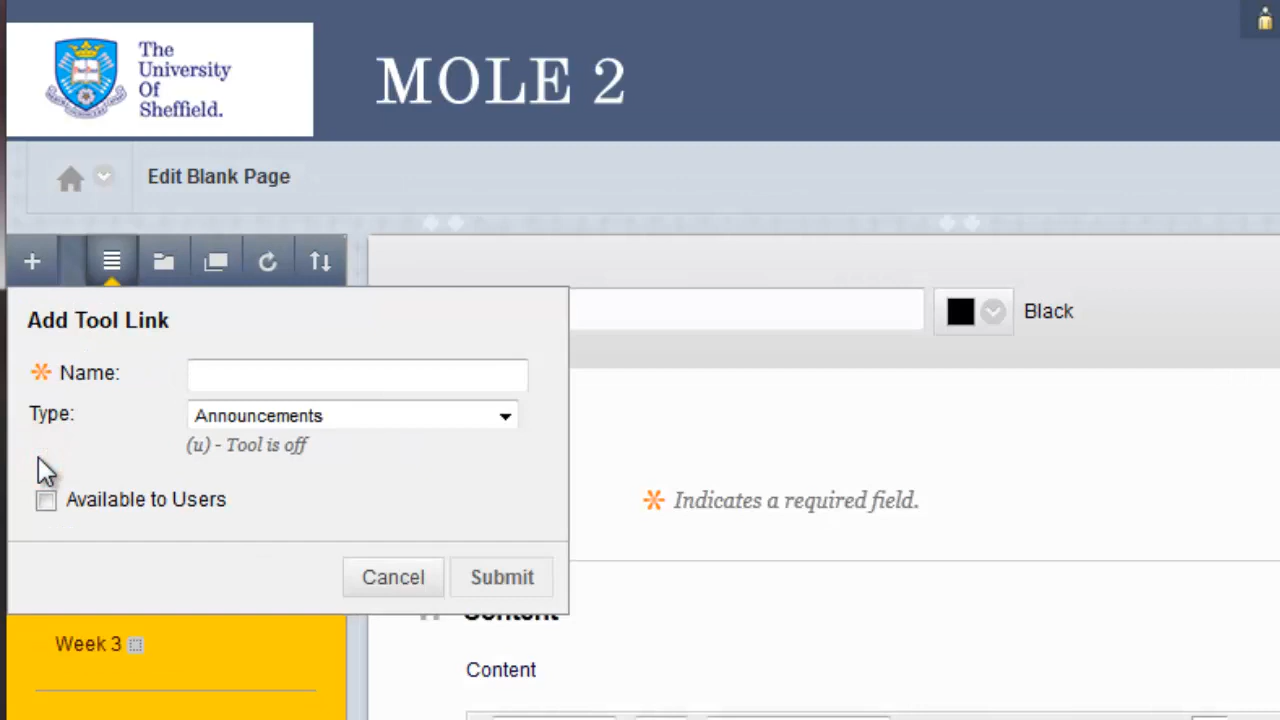 The
University
Of
Sheffield.
MOLE 2
Edit Blank Page
Add Tool Link
Name:
Type: Announcements
(u) - Tool is off
Available to Users
Cancel Submit
Black
Indicates a required field.
Content
Content
Week 3